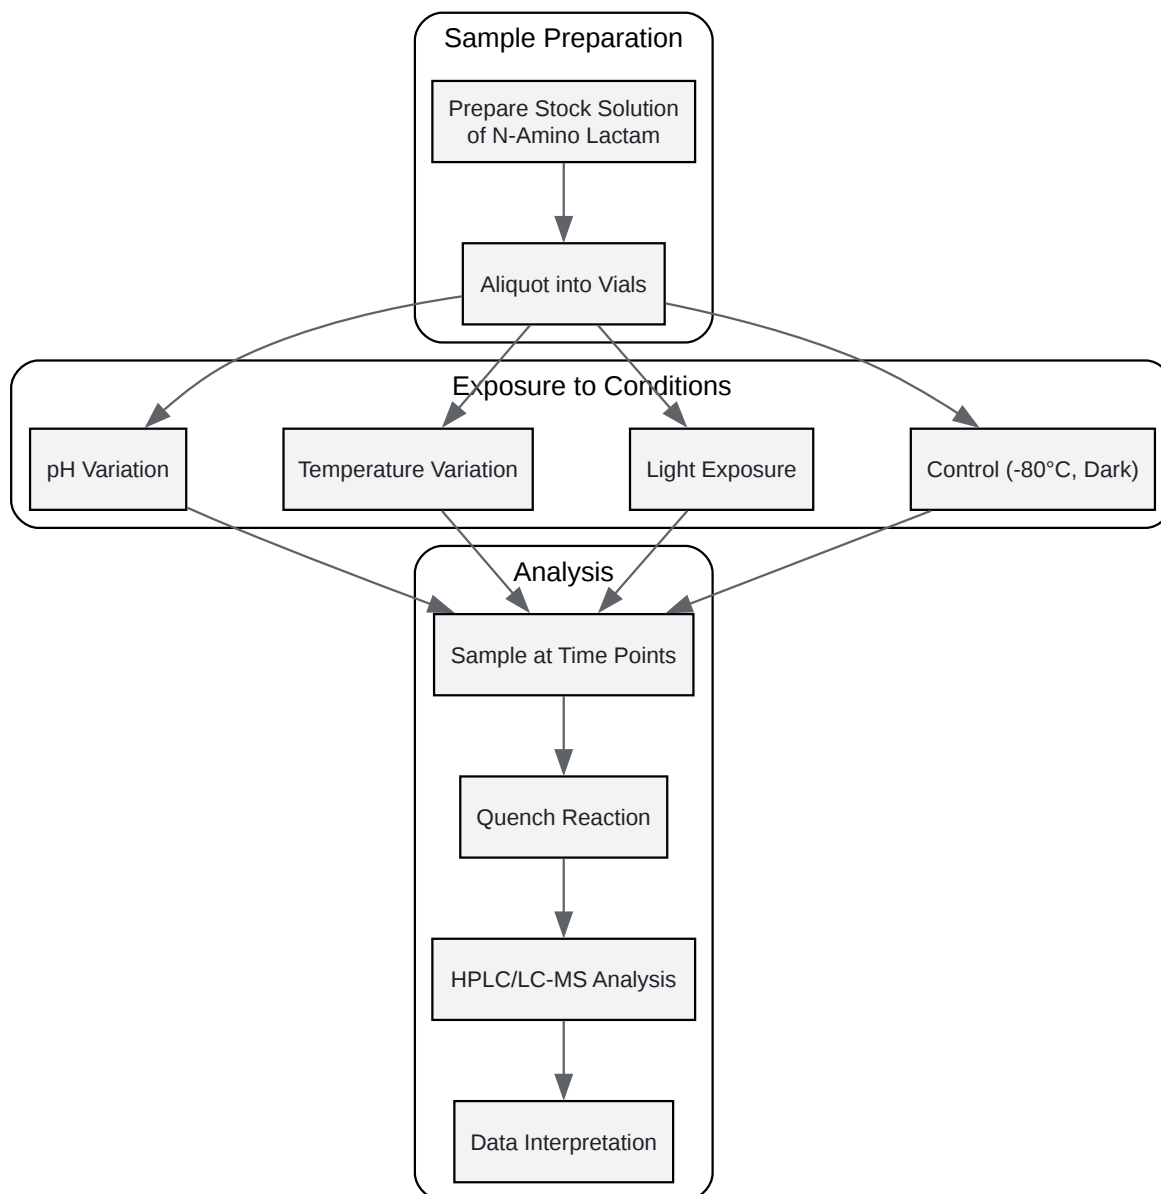 Sample Preparation
Prepare Stock Solution
of N-Amino Lactam
Aliquot into Vials
Exposure to Conditions
pH Variation
Temperature Variation
Light Exposure
Control (-80°C, Dark)
Analysis
Sample at Time Points
Quench Reaction
HPLC/LC-MS Analysis
Data Interpretation